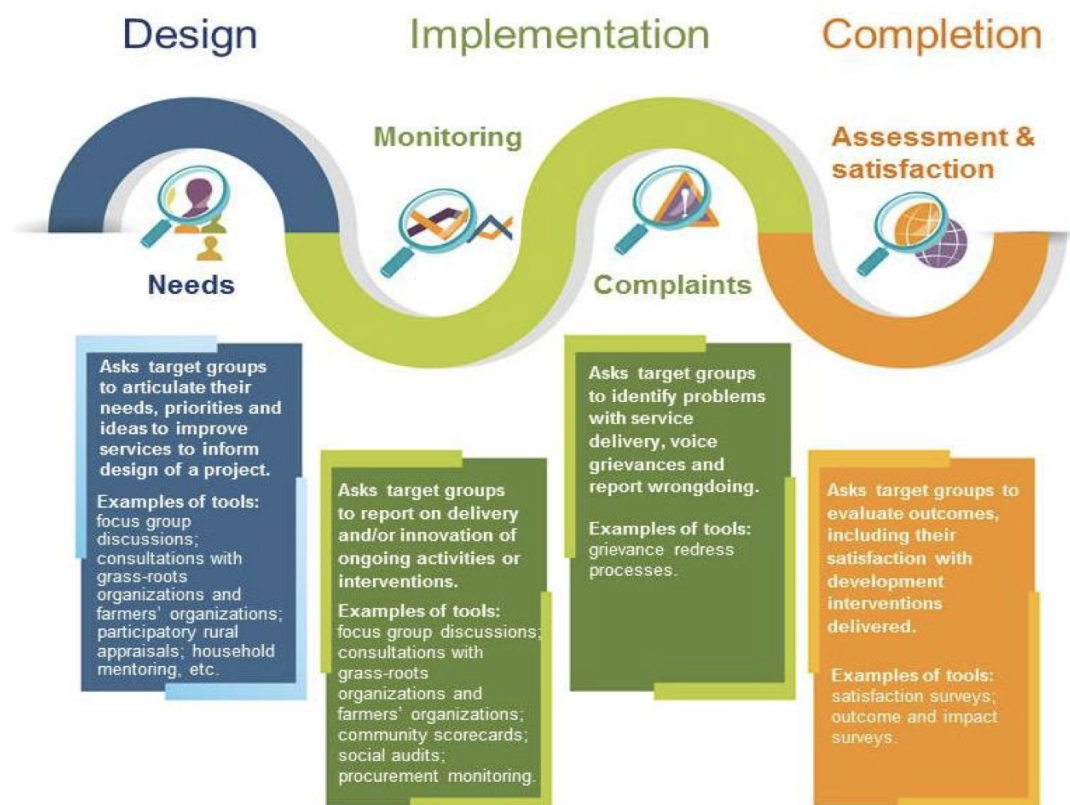 Design
Implementation
Completion
Needs
Monitoring
Complaints
Assessment &
satisfaction
Asks target groups
to articulate their
needs, priorities and
ideas to improve
services to inform
design of a project.
Examples of tools:
focus group
discussions;
consultations with
grass-roots
organizations and
farmers’ organizations;
participatory rural
appraisals; household
mentoring, etc.
Asks target groups
to report on delivery
and/or innovation of
ongoing activities or
interventions.
Examples of tools:
focus group discussions;
consultations with
grass-roots
organizations and
farmers’ organizations;
community scorecards;
social audits;
procurement monitoring.
Asks target groups
to identify problems
with service
delivery, voice
grievances and
report wrongdoing.
Examples of tools:
grievance redress
processes.
Asks target groups to
evaluate outcomes,
including their
satisfaction with
development
interventions
delivered.
Examples of tools:
satisfaction surveys;
outcome and impact
surveys.